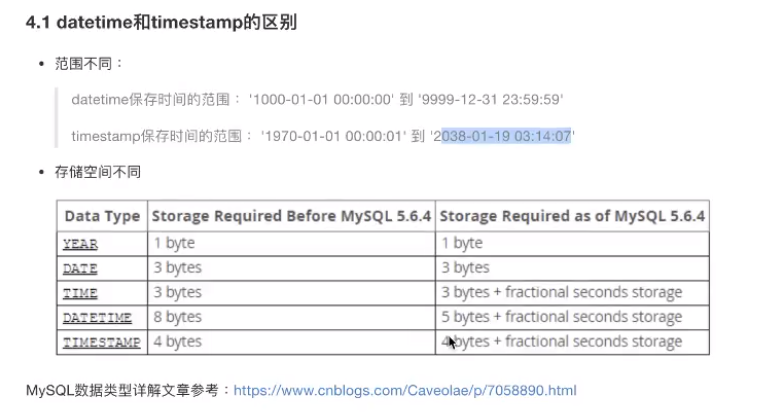 4.1 datetime和timestamp的区别
• 范围不同：
datetime保存时间的范围： '1000-01-01 00:00:00' 到 '9999-12-31 23:59:59'
timestamp保存时间的范围： '1970-01-01 00:00:01' 到 '2038-01-19 03:14:07'
• 存储空间不同
Data Type Storage Required Before MySQL 5.6.4 Storage Required as of MySQL 5.6.4
YEAR 1 byte 1 byte
DATE 3 bytes 3 bytes
TIME 3 bytes 3 bytes + fractional seconds storage
DATETIME 8 bytes 5 bytes + fractional seconds storage
TIMESTAMP 4 bytes 4 bytes + fractional seconds storage
MySQL数据类型详解文章参考：https://www.cnblogs.com/Caveolae/p/7058890.html